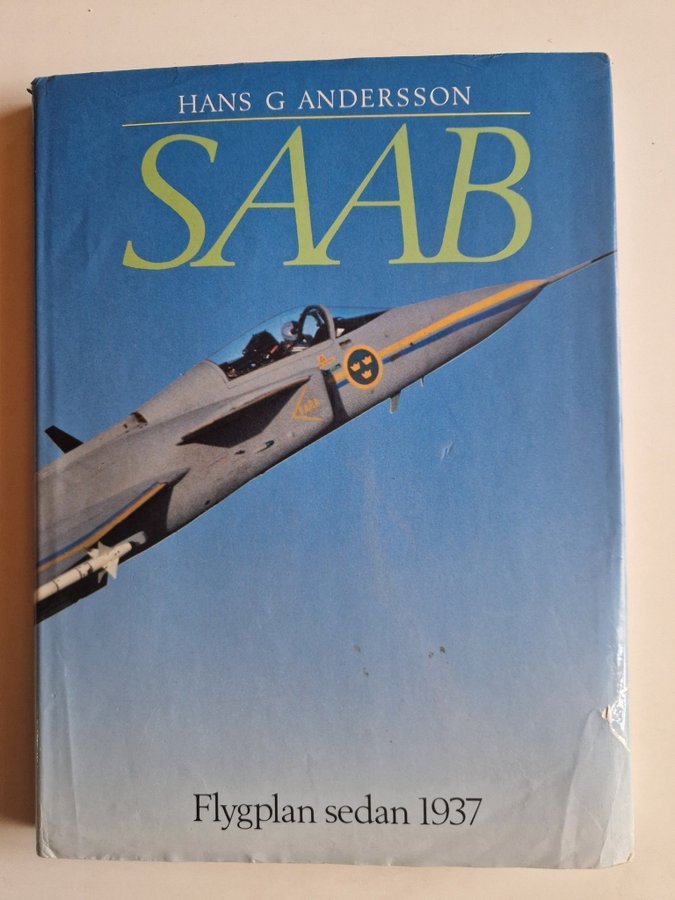 HANS G ANDERSSON
SAAB
Flygplan sedan 1937